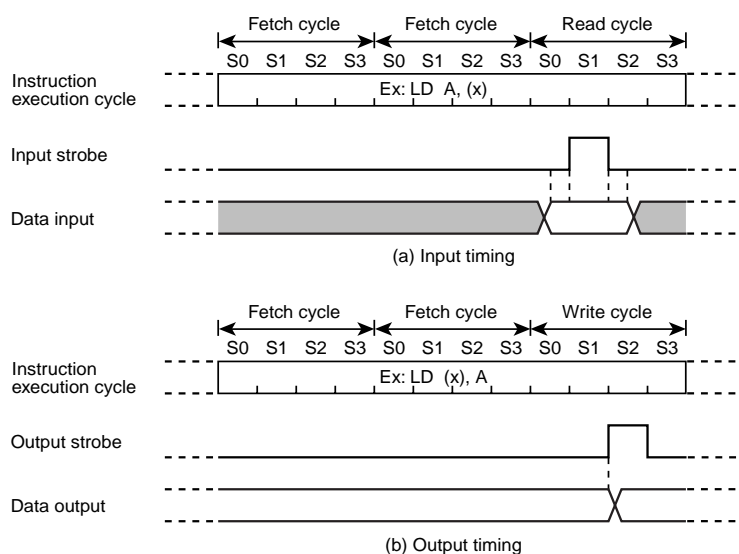 Fetch cycle Fetch cycle Read cycle
S0 S1 S2 S3 S0 S1 S2 S3 S0 S1 S2 S3
Instruction
execution cycle
Ex: LD A, (x)
Input strobe
Data input
(a) Input timing
Fetch cycle Fetch cycle Write cycle
S0 S1 S2 S3 S0 S1 S2 S3 S0 S1 S2 S3
Instruction
execution cycle
Ex: LD (x), A
Output strobe
Data output
(b) Output timing